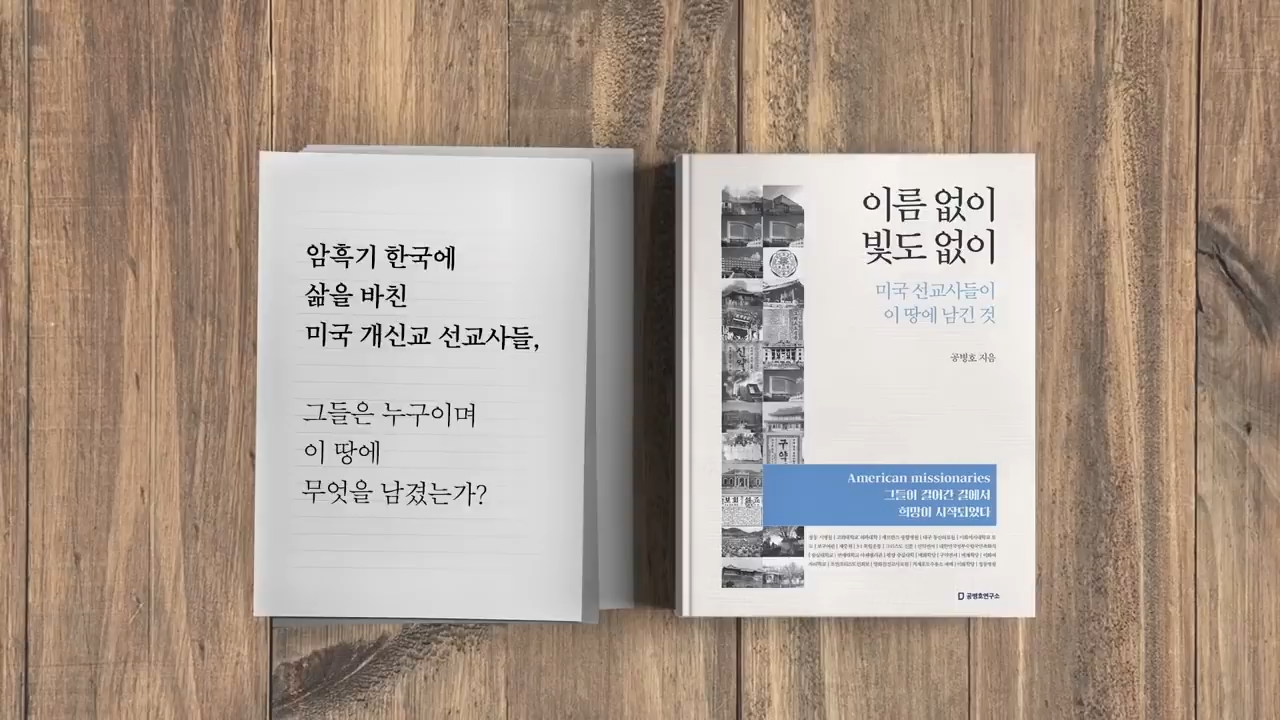 암흑기 한국에
삶을 바친
미국 개신교 선교사들,
그들은 누구이며
이 땅에
무엇을 남겼는가?
이름 없이
빛도 없이
미국 선교사들이
이 땅에 남긴 것
공병호 지음
구약
American missionaries
그들이 걸어간 길에서
희망이 시작되었다
공병호연구소